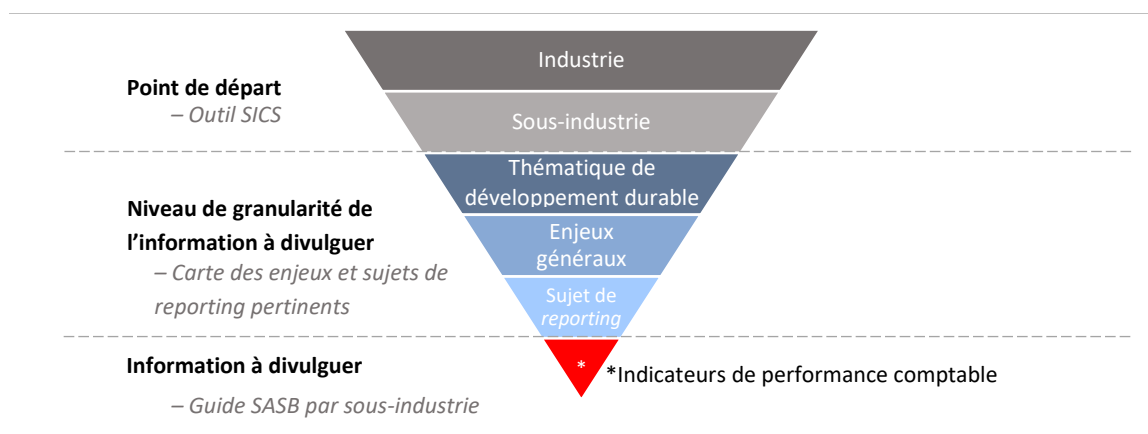 Industrie
Point de départ
– Outil SICS
Sous-industrie
Thématique de
développement durable
Niveau de granularité de
l’information à divulguer
– Carte des enjeux et sujets de
reporting pertinents
Enjeux
généraux
Sujet de
reporting
Information à divulguer
– Guide SASB par sous-industrie
*
*Indicateurs de performance comptable